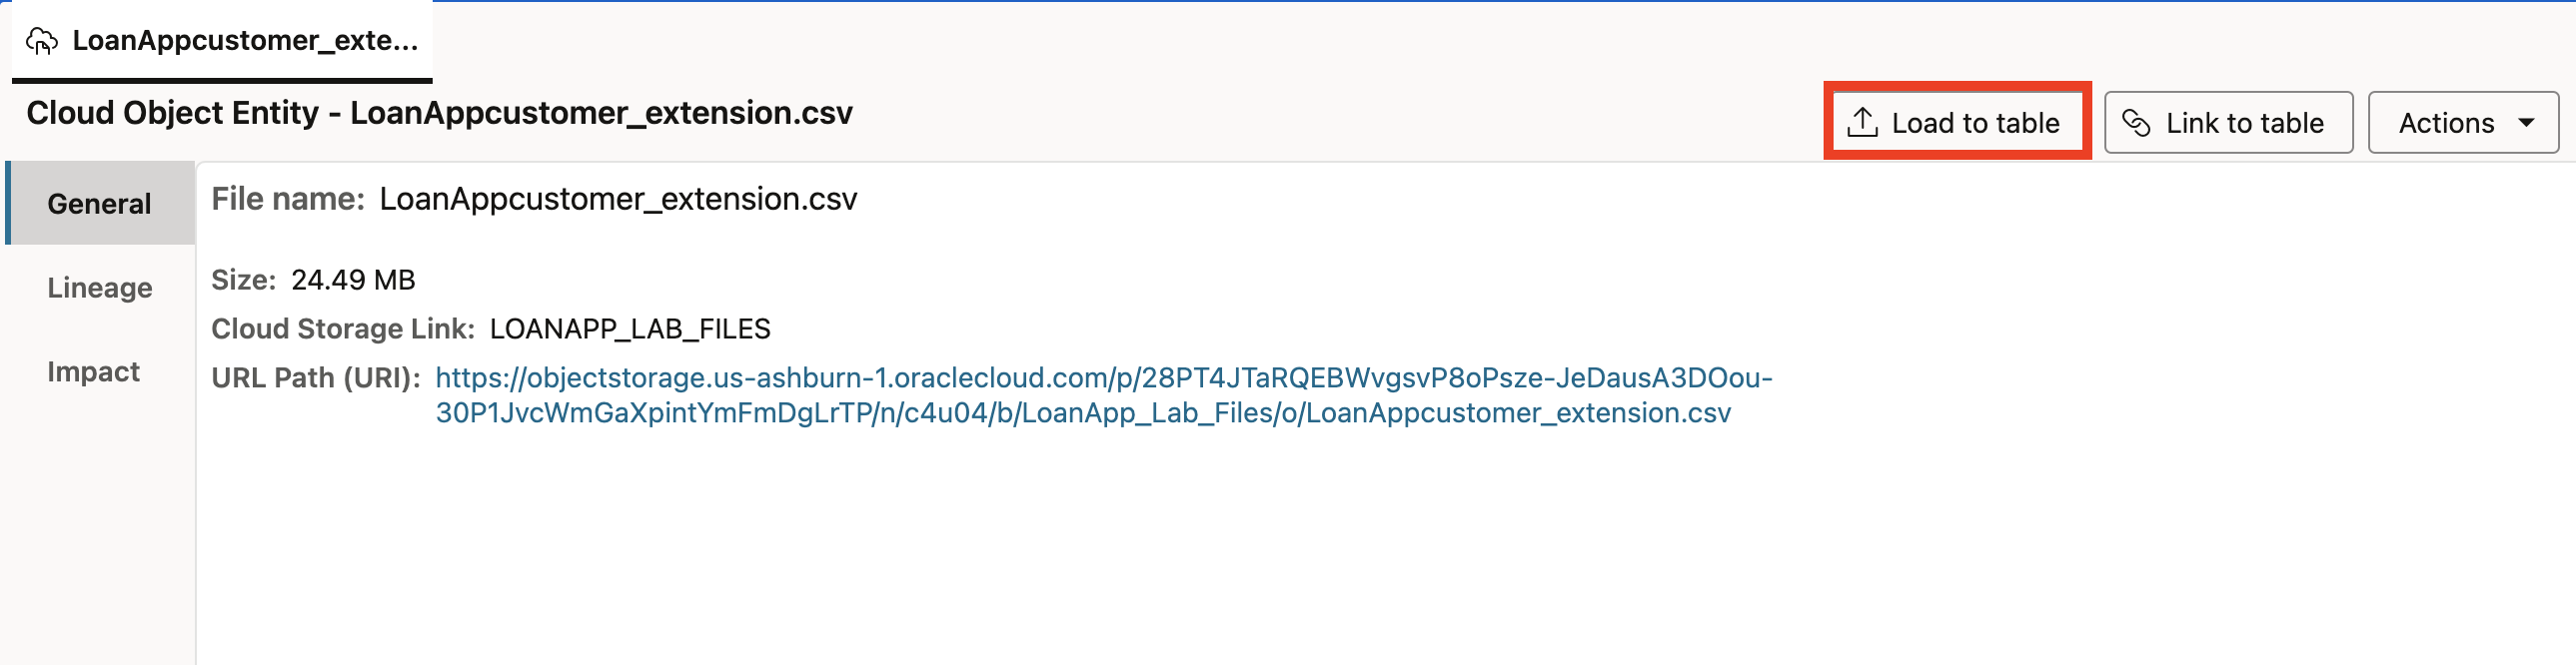 LoanAppcustomer_exte...
Cloud Object Entity - LoanAppcustomer_extension.csv
Load to table
Link to table
Actions
General
Lineage
Impact
File name: LoanAppcustomer_extension.csv
Size: 24.49 MB
Cloud Storage Link: LOANAPP_LAB_FILES
URL Path (URI): https://objectstorage.us-ashburn-1.oraclecloud.com/p/28PT4JTaRQEBWvgsvP8oPsze-JeDausA3DOou-
30P1JvcWmGaXpintYmFmDgLrTP/n/c4u04/b/LoanApp_Lab_Files/o/LoanAppcustomer_extension.csv